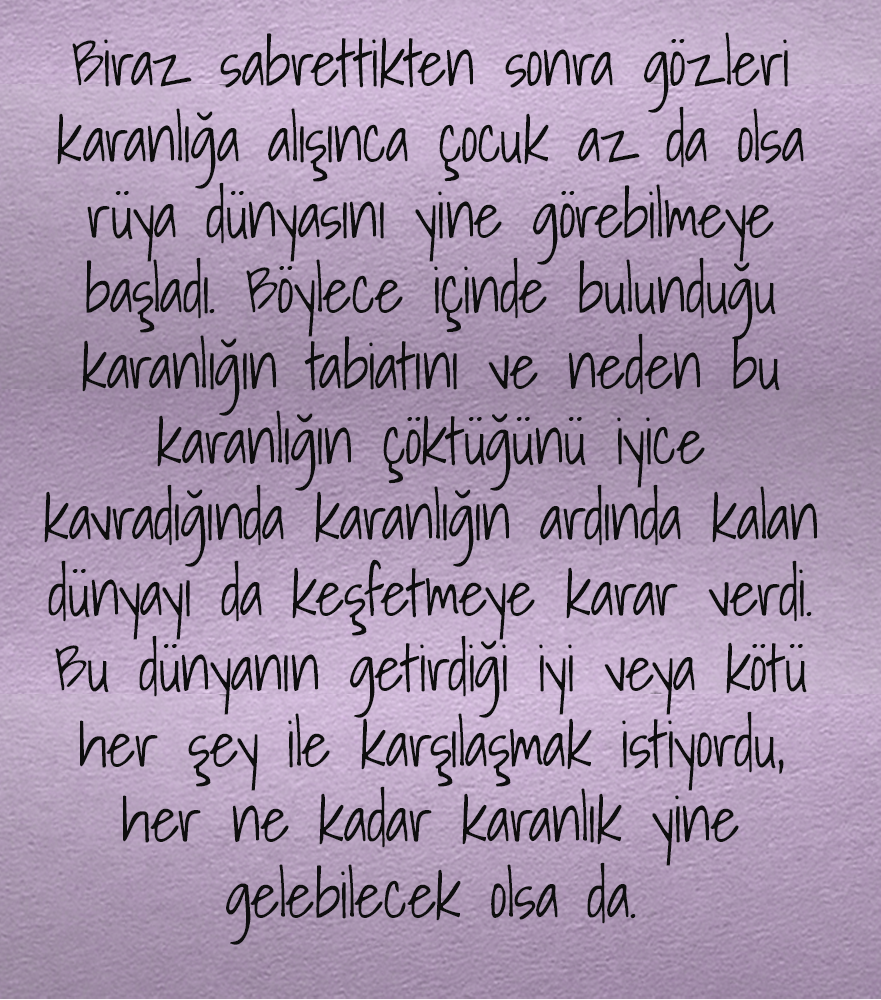 Biraz sabrettikten sonra gözleri
karanlığa alışınca çocuk az da olsa
rüya dünyasını yine görebilmeye
başladı. Böylece içinde bulunduğu
karanlığın tabiatını ve neden bu
karanlığın çöktüğünü iyice
kavradığında karanlığın ardında kalan
dünyayı da keşfetmeye karar verdi.
Bu dünyanın getirdiği iyi veya kötü
her şey ile karşılaşmak istiyordu,
her ne kadar karanlık yine
gelebilecek olsa da.